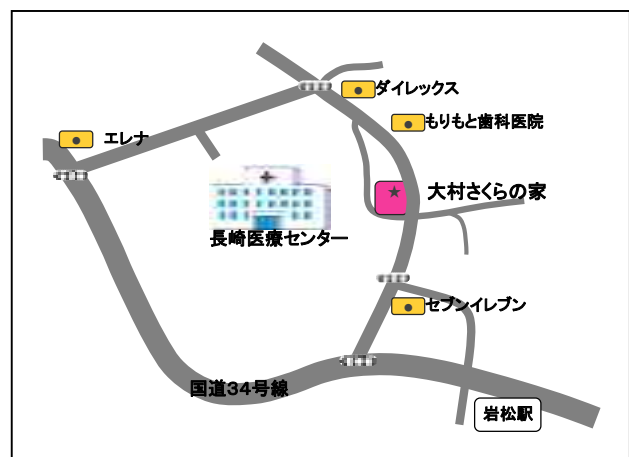 ダイレックス
もりもと歯科医院
エレナ
大村さくらの家
長崎医療センター
セブンイレブン
国道34号線
岩松駅